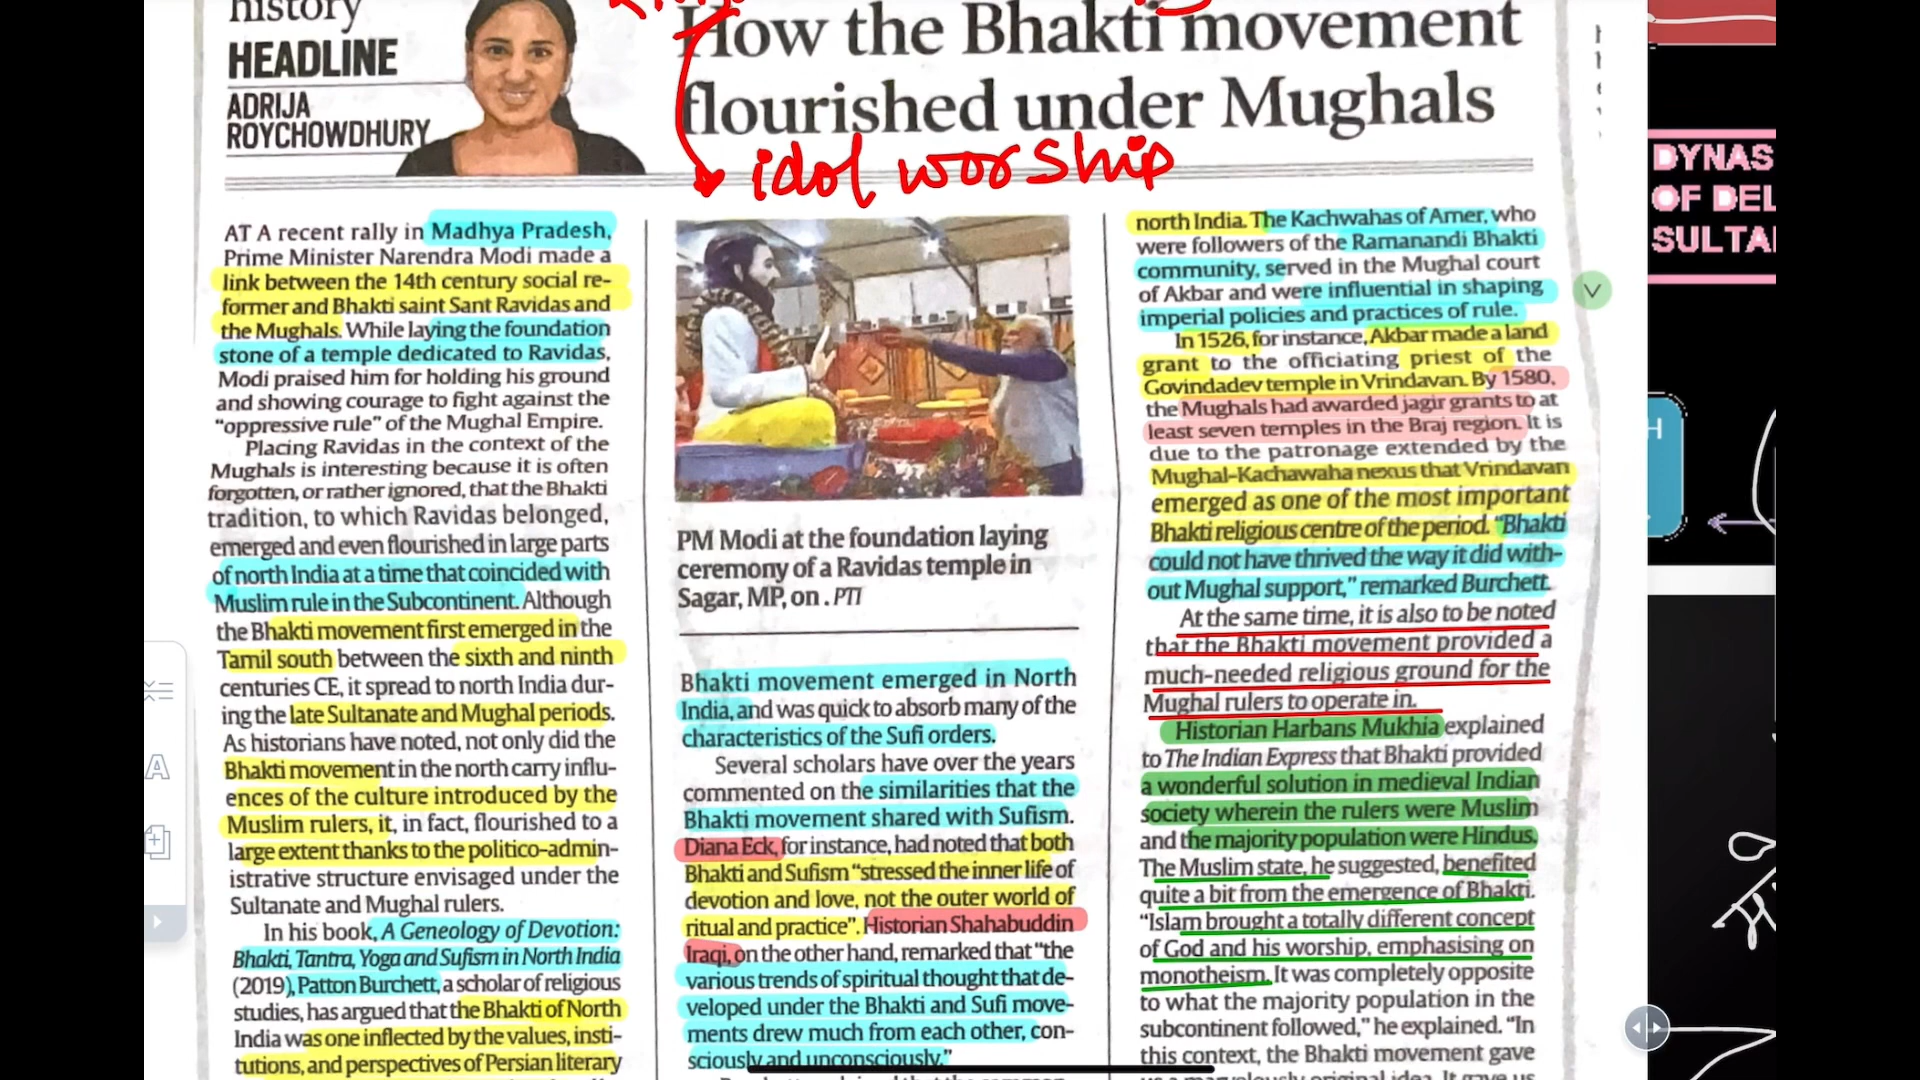 history
HEADLINE
ADRIJA
ROYCHOWDHURY
How the Bhakti movement
flourished under Mughals
idol worship
AT A recent rally in Madhya Pradesh,
Prime Minister Narendra Modi made a
link between the 14th century social re-
former and Bhakti saint Sant Ravidas and
the Mughals. While laying the foundation
stone of a temple dedicated to Ravidas,
Modi praised him for holding his ground
and showing courage to fight against the
“oppressive rule” of the Mughal Empire.
Placing Ravidas in the context of the
Mughals is interesting because it is often
forgotten, or rather ignored, that the Bhakti
tradition, to which Ravidas belonged,
emerged and even flourished in large parts
of north India at a time that coincided with
Muslim rule in the Subcontinent. Although
the Bhakti movement first emerged in the
Tamil south between the sixth and ninth
centuries CE, it spread to north India dur-
ing the late Sultanate and Mughal periods.
As historians have noted, not only did the
Bhakti movement in the north carry influ-
ences of the culture introduced by the
Muslim rulers, it, in fact, flourished to a
large extent thanks to the politico-admin-
istrative structure envisaged under the
Sultanate and Mughal rulers.
In his book, A Geneology of Devotion:
Bhakti, Tantra, Yoga and Sufism in North India
(2019), Patton Burchett, a scholar of religious
studies, has argued that the Bhakti of North
India was one inflected by the values, insti-
tutions, and perspectives of Persian literary
PM Modi at the foundation laying
ceremony of a Ravidas temple in
Sagar, MP, on . PTI
Bhakti movement emerged in North
India, and was quick to absorb many of the
characteristics of the Sufi orders.
Several scholars have over the years
commented on the similarities that the
Bhakti movement shared with Sufism.
Diana Eck, for instance, had noted that both
Bhakti and Sufism “stressed the inner life of
devotion and love, not the outer world of
ritual and practice”. Historian Shahabuddin
Iraqi, on the other hand, remarked that “the
various trends of spiritual thought that de-
veloped under the Bhakti and Sufi move-
ments drew much from each other, con-
sciously and unconsciously.”
north India. The Kachwahas of Amer, who
were followers of the Ramanandi Bhakti
community, served in the Mughal court
of Akbar and were influential in shaping
imperial policies and practices of rule.
In 1526, for instance, Akbar made a land
grant to the officiating priest of the
Govindadev temple in Vrindavan. By 1580,
the Mughals had awarded jagir grants to at
least seven temples in the Braj region. It is
due to the patronage extended by the
Mughal-Kachawaha nexus that Vrindavan
emerged as one of the most important
Bhakti religious centre of the period. “Bhakti
could not have thrived the way it did with-
out Mughal support,” remarked Burchett.
At the same time, it is also to be noted
that the Bhakti movement provided a
much-needed religious ground for the
Mughal rulers to operate in.
Historian Harbans Mukhia explained
to The Indian Express that Bhakti provided
a wonderful solution in medieval Indian
society wherein the rulers were Muslim
and the majority population were Hindus.
The Muslim state, he suggested, benefited
quite a bit from the emergence of Bhakti.
“Islam brought a totally different concept
of God and his worship, emphasising on
monotheism. It was completely opposite
to what the majority population in the
subcontinent followed,” he explained. “In
this context, the Bhakti movement gave
DYNAS
OF DEL
SULTA
H
A